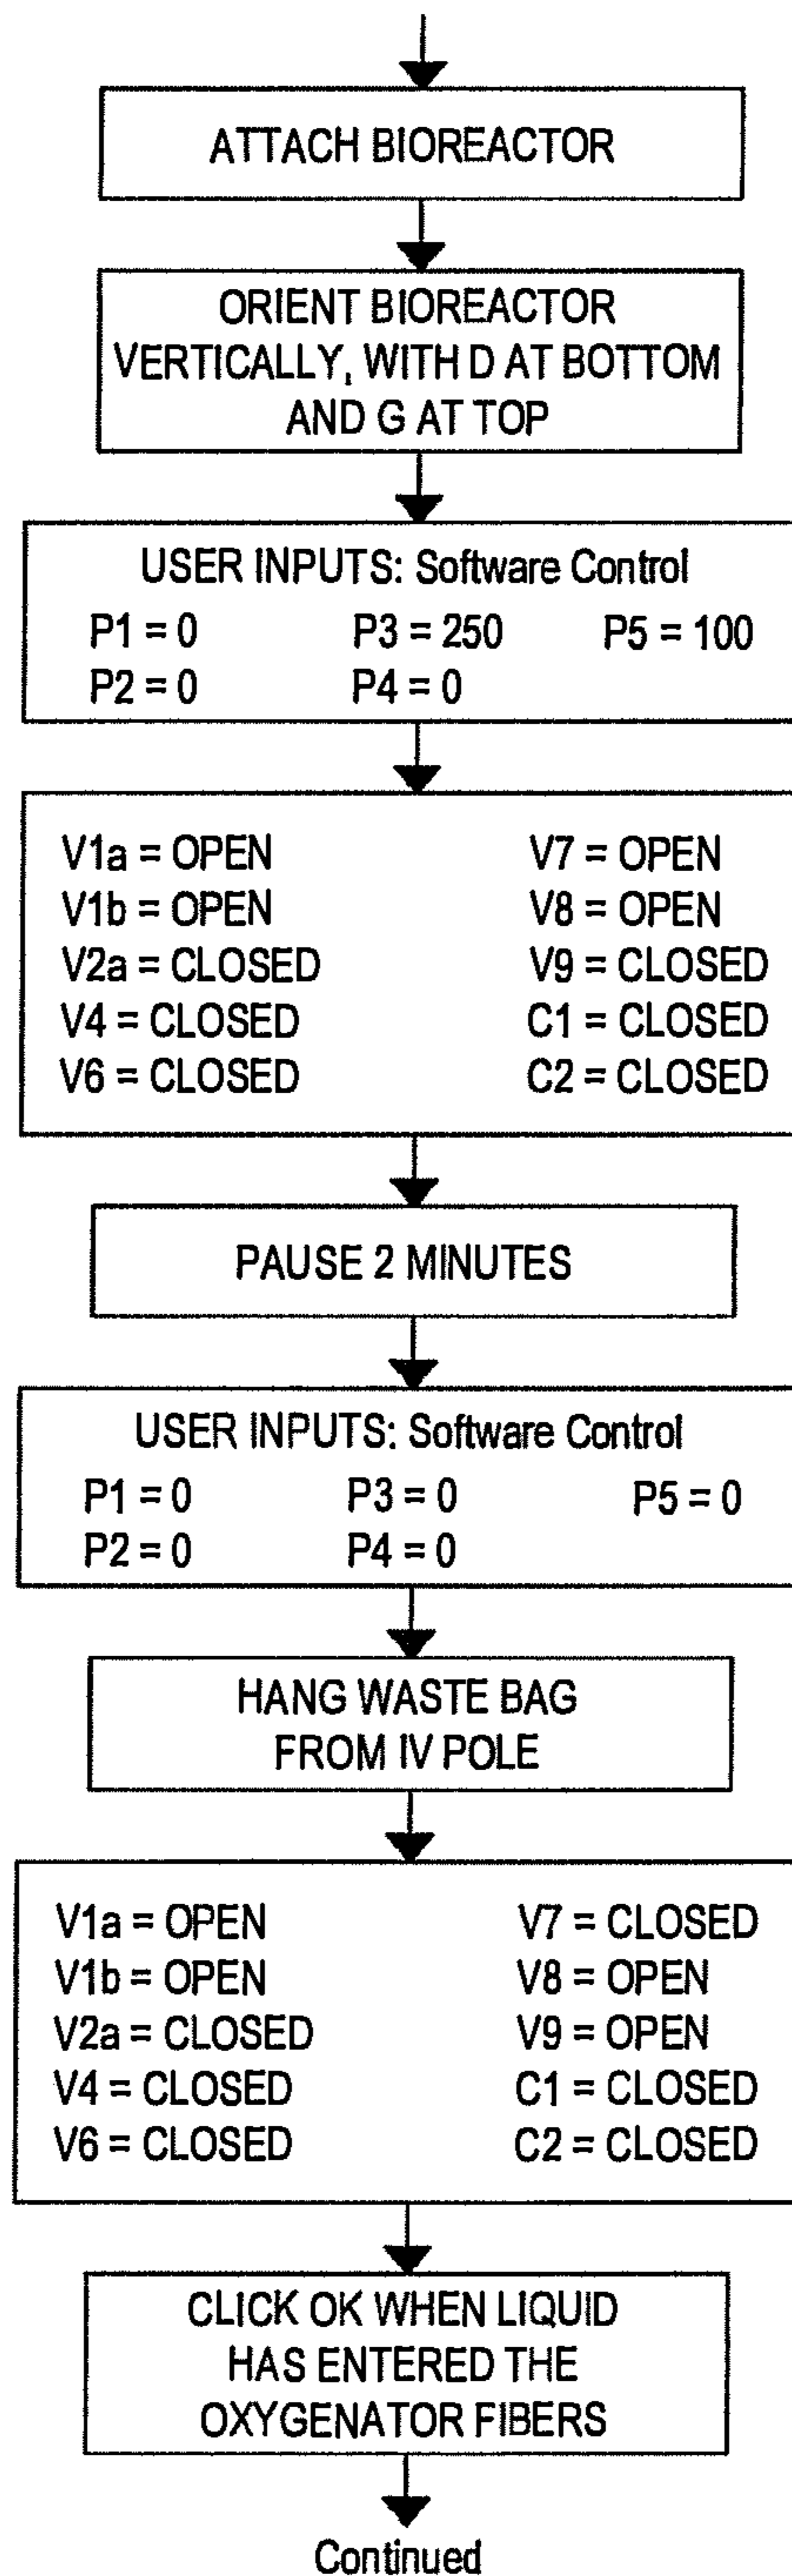 ATTACH BIOREACTOR
ORIENT BIOREACTOR
VERTICALLY, WITH D AT BOTTOM
AND G AT TOP
USER INPUTS: Software Control
P1 = 0 P3 = 250 P5 = 100
P2 = 0 P4 = 0
V1a = OPEN V7 = OPEN
V1b = OPEN V8 = OPEN
V2a = CLOSED V9 = CLOSED
V4 = CLOSED C1 = CLOSED
V6 = CLOSED C2 = CLOSED
PAUSE 2 MINUTES
USER INPUTS: Software Control
P1 = 0 P3 = 0 P5 = 0
P2 = 0 P4 = 0
HANG WASTE BAG
FROM IV POLE
V1a = OPEN V7 = CLOSED
V1b = OPEN V8 = OPEN
V2a = CLOSED V9 = OPEN
V4 = CLOSED C1 = CLOSED
V6 = CLOSED C2 = CLOSED
CLICK OK WHEN LIQUID
HAS ENTERED THE
OXYGENATOR FIBERS
Continued